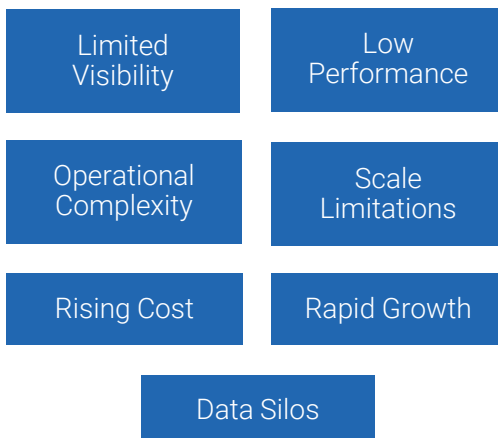 Limited
Visibility
Low
Performance
Operational
Complexity
Scale
Limitations
Rising Cost
Rapid Growth
Data Silos